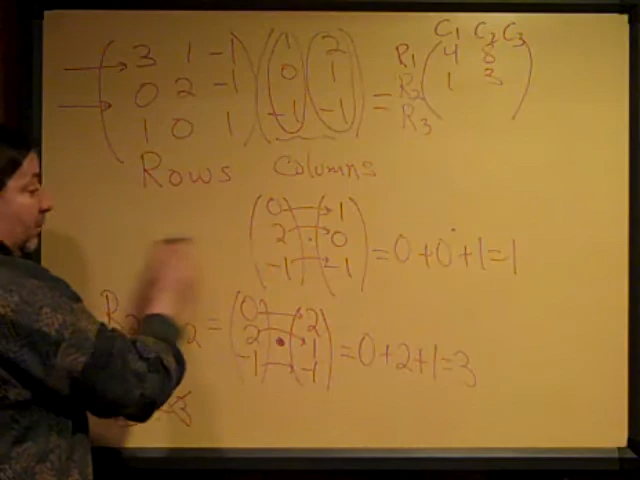 C1 C2 C3
( 3 1 -1 ) ( 1 2 ) R1 ( 4 8 )
( 0 2 -1 ) ( 0 1 ) = R2 ( 1 3 )
( 1 0 1 ) ( -1 -1 ) R3 ( )
Rows Columns
( 0 ) ( 1 )
( 2 ) · ( 0 ) = 0+0+1=1
( -1 ) ( -1 )
R ( 0 ) ( 2 )
2 = ( 2 ) · ( 1 ) = 0+2+1=3
( -1 ) ( -1 )